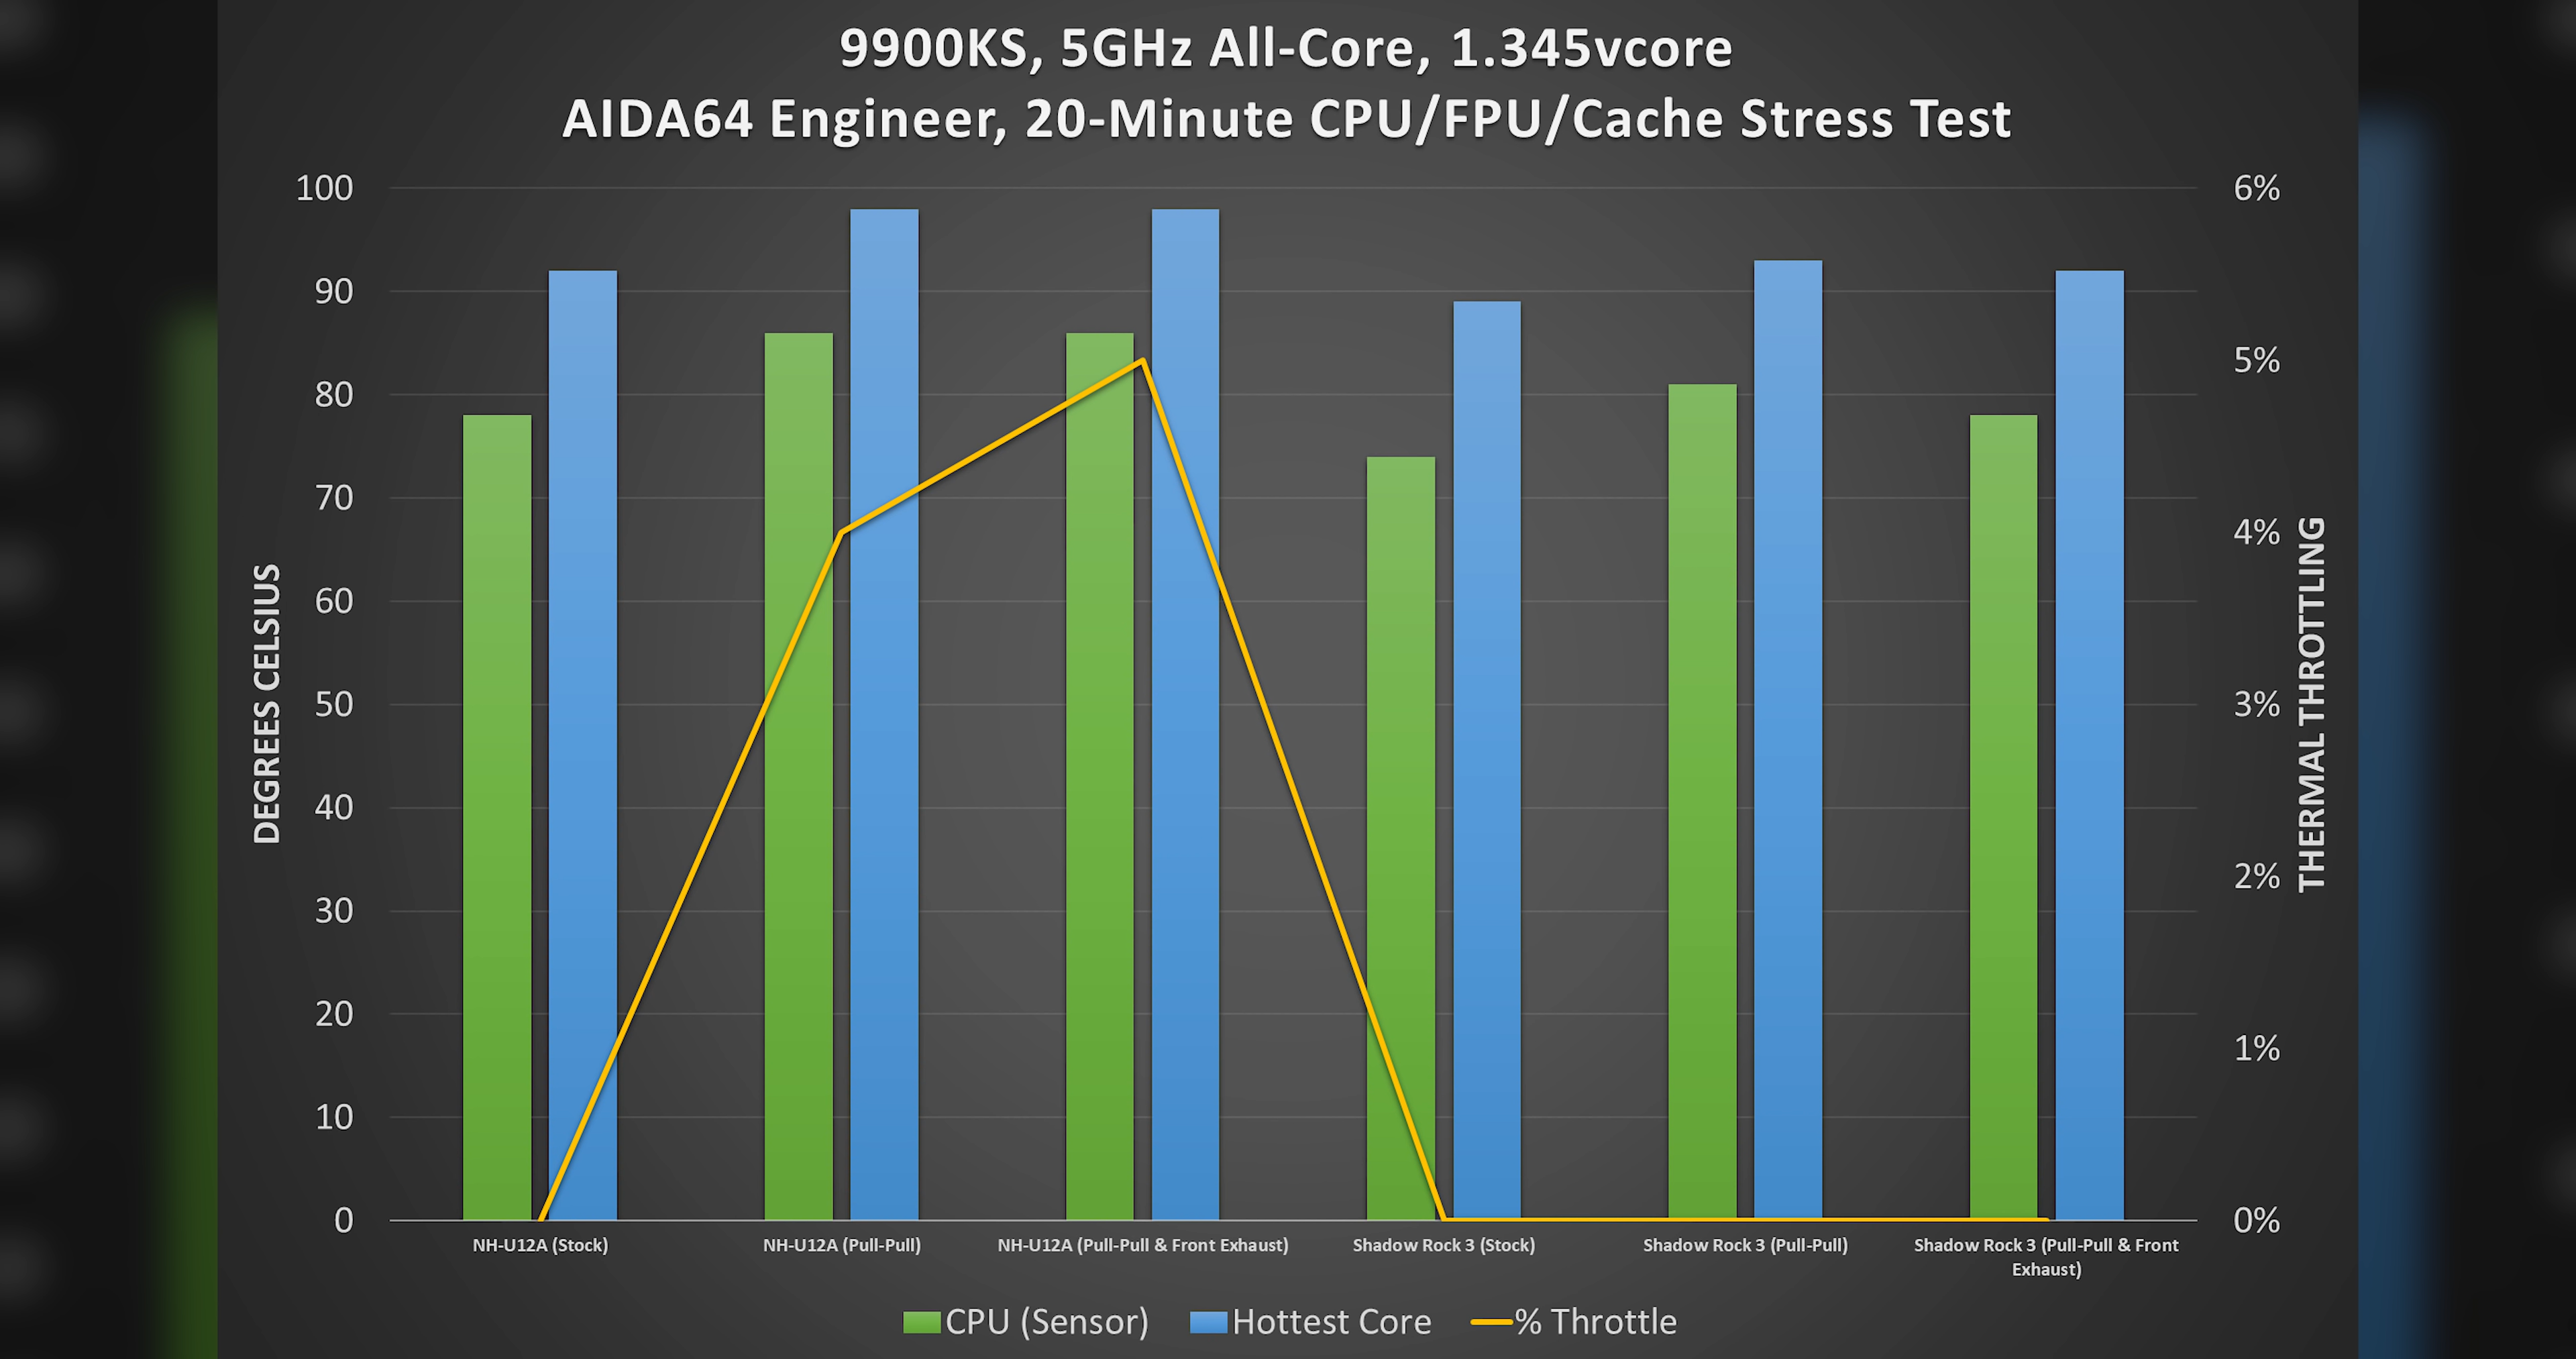 9900KS, 5GHz All-Core, 1.345vcore
AIDA64 Engineer, 20-Minute CPU/FPU/Cache Stress Test
DEGREES CELSIUS
100
90
80
70
60
50
40
30
20
10
0
6%
5%
4%
3%
2%
1%
0%
THERMAL THROTTLING
NH-U12A (Stock)
NH-U12A (Pull-Pull)
NH-U12A (Pull-Pull & Front Exhaust)
Shadow Rock 3 (Stock)
Shadow Rock 3 (Pull-Pull)
Shadow Rock 3 (Pull-Pull & Front
Exhaust)
CPU (Sensor)
Hottest Core
% Throttle